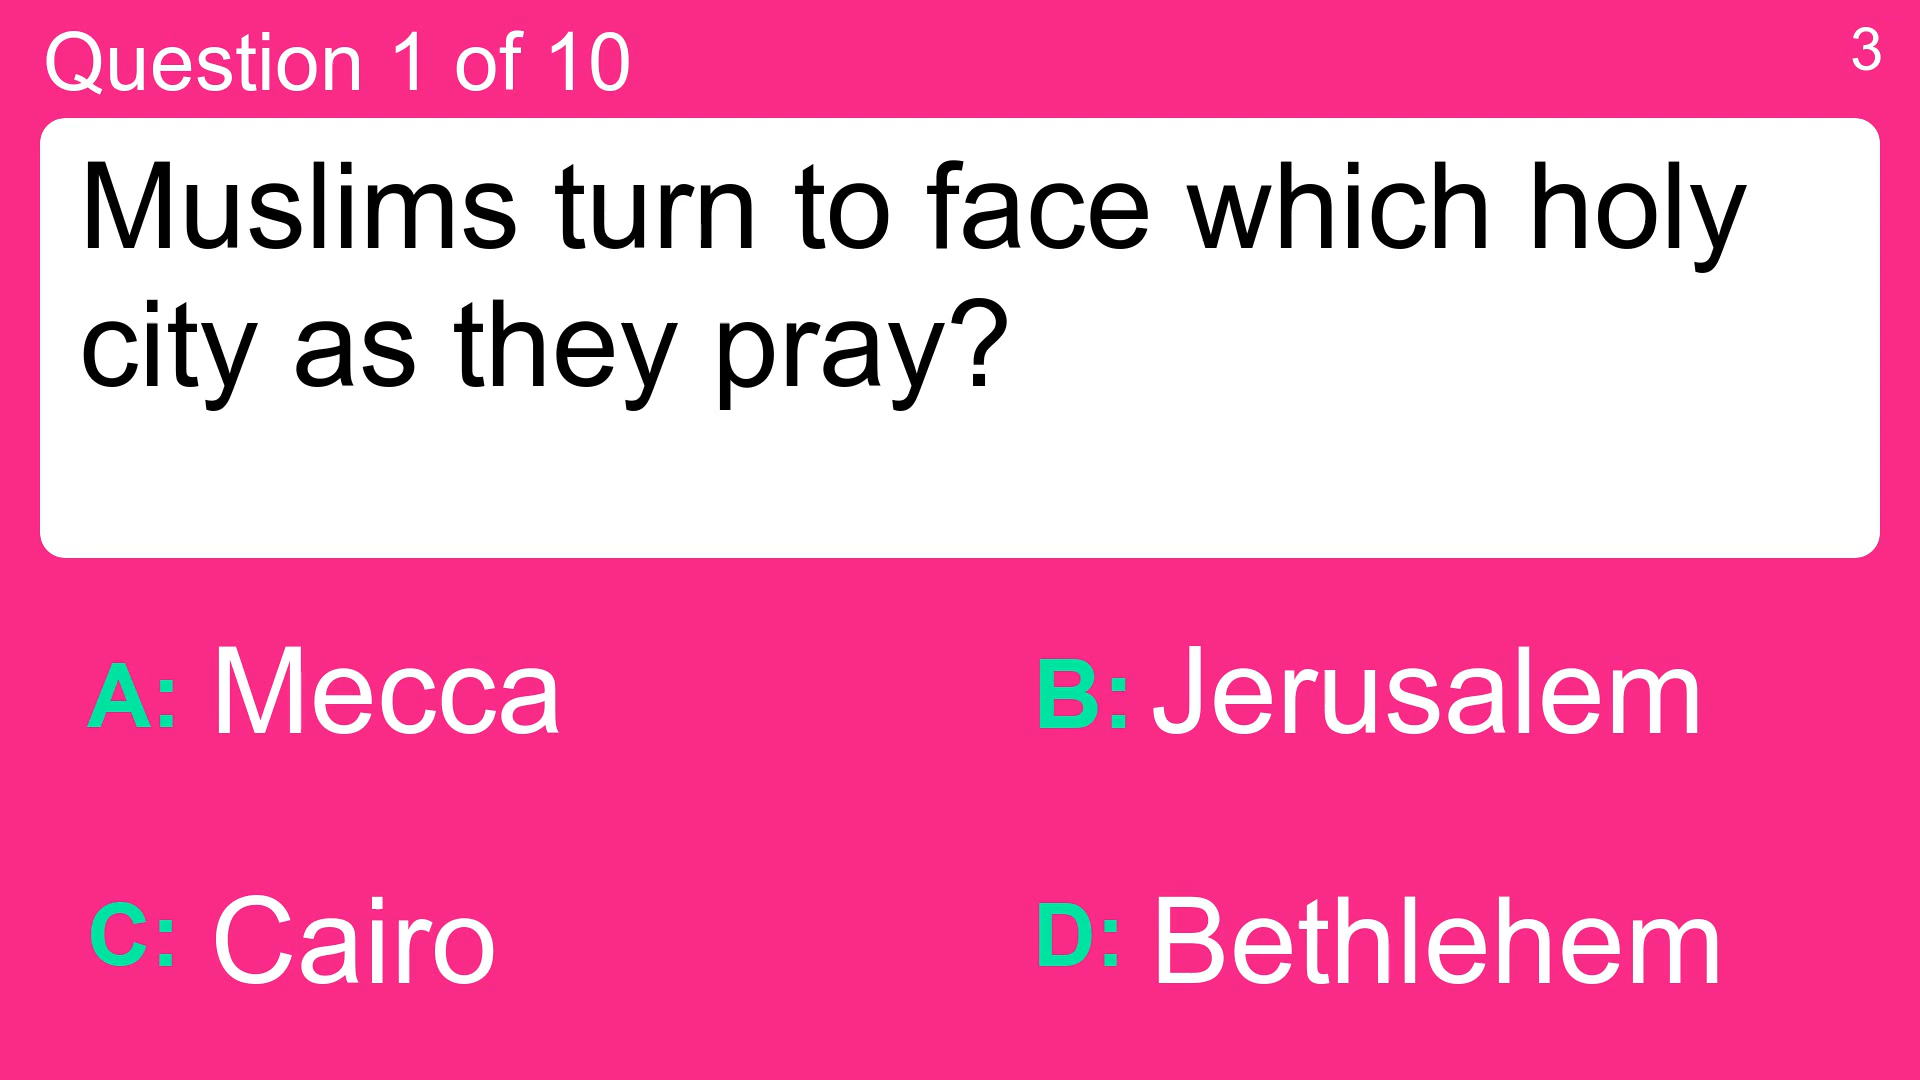 Question 1 of 10
3
Muslims turn to face which holy
city as they pray?
A: Mecca
B: Jerusalem
C: Cairo
D: Bethlehem